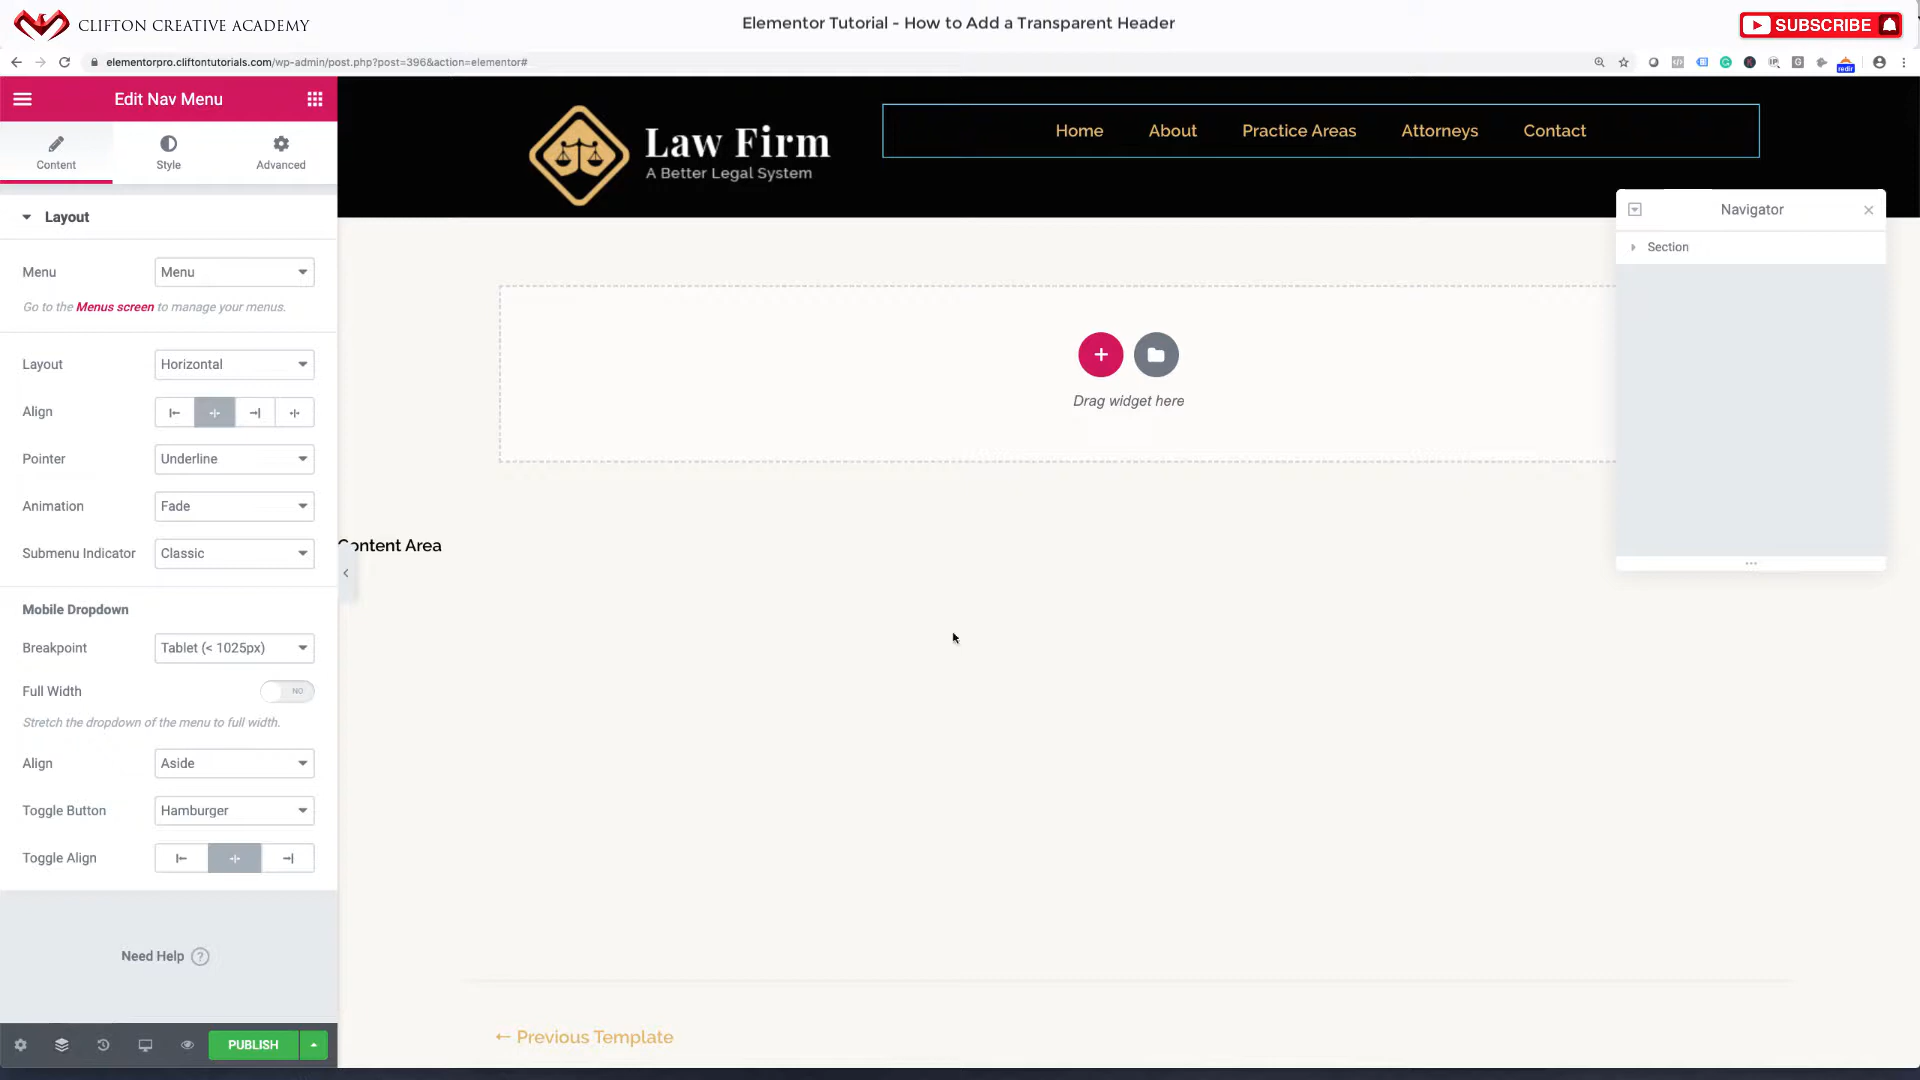 CLIFTON CREATIVE ACADEMY
Elementor Tutorial - How to Add a Transparent Header
SUBSCRIBE
elementorpro.cliftontutorials.com/wp-admin/post.php?post=396&action=elementor#
redir
Edit Nav Menu
Content
Style
Advanced
Law Firm
A Better Legal System
Home
About
Practice Areas
Attorneys
Contact
Navigator
Section
Layout
Menu
Menu
Go to the Menus screen to manage your menus.
Layout
Horizontal
Align
Pointer
Underline
Animation
Fade
Submenu Indicator
Classic
Mobile Dropdown
Breakpoint
Tablet (< 1025px)
Full Width
NO
Stretch the dropdown of the menu to full width.
Align
Aside
Toggle Button
Hamburger
Toggle Align
Need Help ?
PUBLISH
Drag widget here
Content Area
← Previous Template